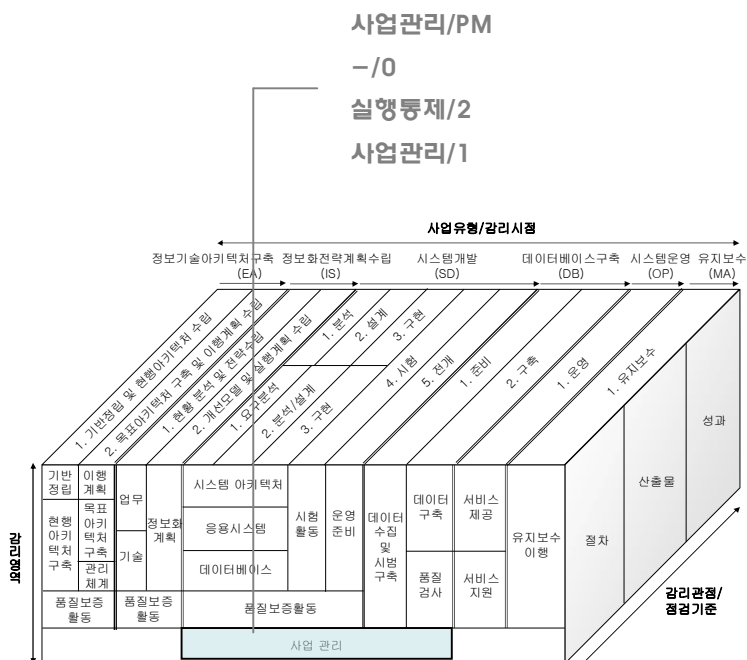 사업관리/PM
–/0
실행통제/2
사업관리/1
사업유형/감리시점
정보기술아키텍처구축
(EA)
정보화전략계획수립
(IS)
시스템개발
(SD)
데이터베이스구축
(DB)
시스템운영
(OP)
유지보수
(MA)
1. 기반정립 및 현행아키텍처 수립
2. 목표아키텍처 구축 및 이행계획 수립
1. 현황 분석 및 전략수립
2. 개선모델 및 실행계획 수립
1. 분석
2. 설계
3. 구현
1. 요구분석
2. 분석/설계
3. 구현
4. 시험
5. 전개
1. 준비
2. 구축
1. 운영
1. 유지보수
감리영역
기반
정립
이행
계획
현행
아키
텍처
구축
목표
아키
텍처
구축
관리
체계
품질보증
활동
업무
기술
정보화
계획
품질보증
활동
시스템 아키텍처
응용시스템
데이터베이스
시험
활동
운영
준비
품질보증활동
데이터
수집
및
시범
구축
데이터
구축
품질
검사
서비스
제공
서비스
지원
유지보수
이행
사업 관리
절차
산출물
성과
감리관점/
점검기준